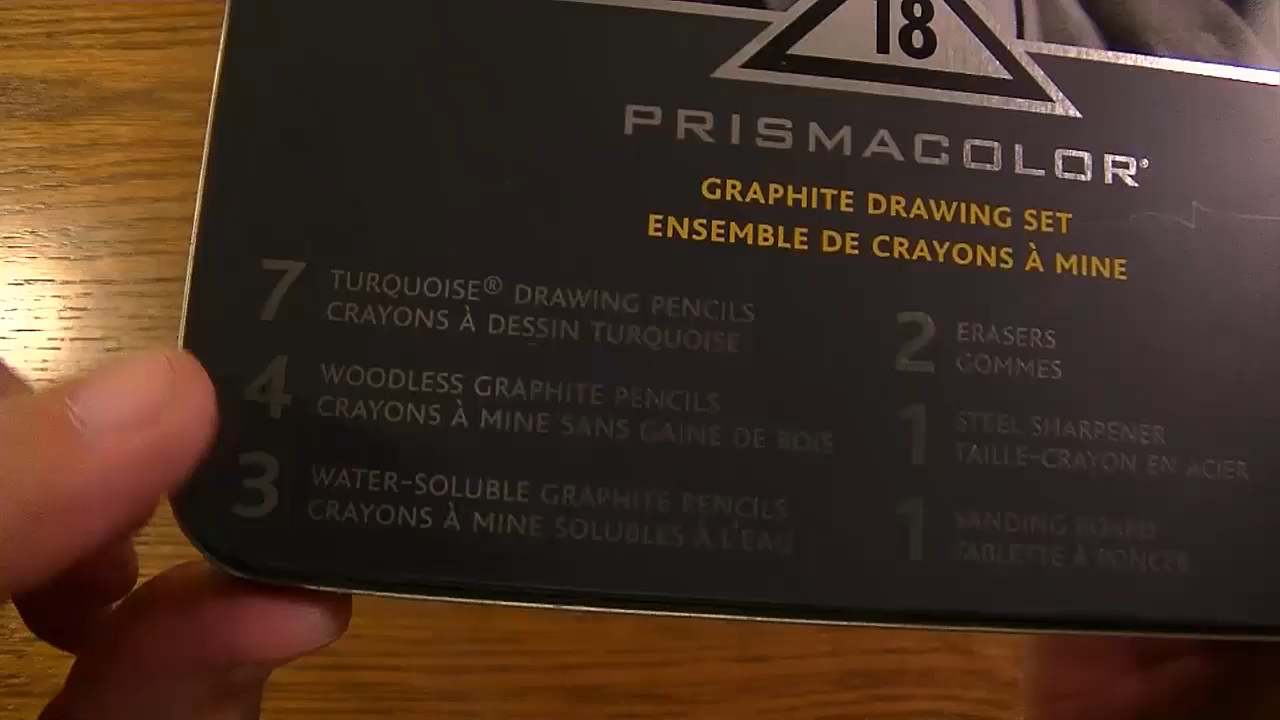 18
PRISMACOLOR®
GRAPHITE DRAWING SET
ENSEMBLE DE CRAYONS À MINE
7 TURQUOISE® DRAWING PENCILS
CRAYONS À DESSIN TURQUOISE
4 WOODLESS GRAPHITE PENCILS
CRAYONS À MINE SANS GAINE DE BOIS
3 WATER-SOLUBLE GRAPHITE PENCILS
CRAYONS À MINE SOLUBLES À L'EAU
2 ERASERS
GOMMES
1 STEEL SHARPENER
TAILLE-CRAYON EN ACIER
1 SANDING BOARD
TABLETTE À PONCER